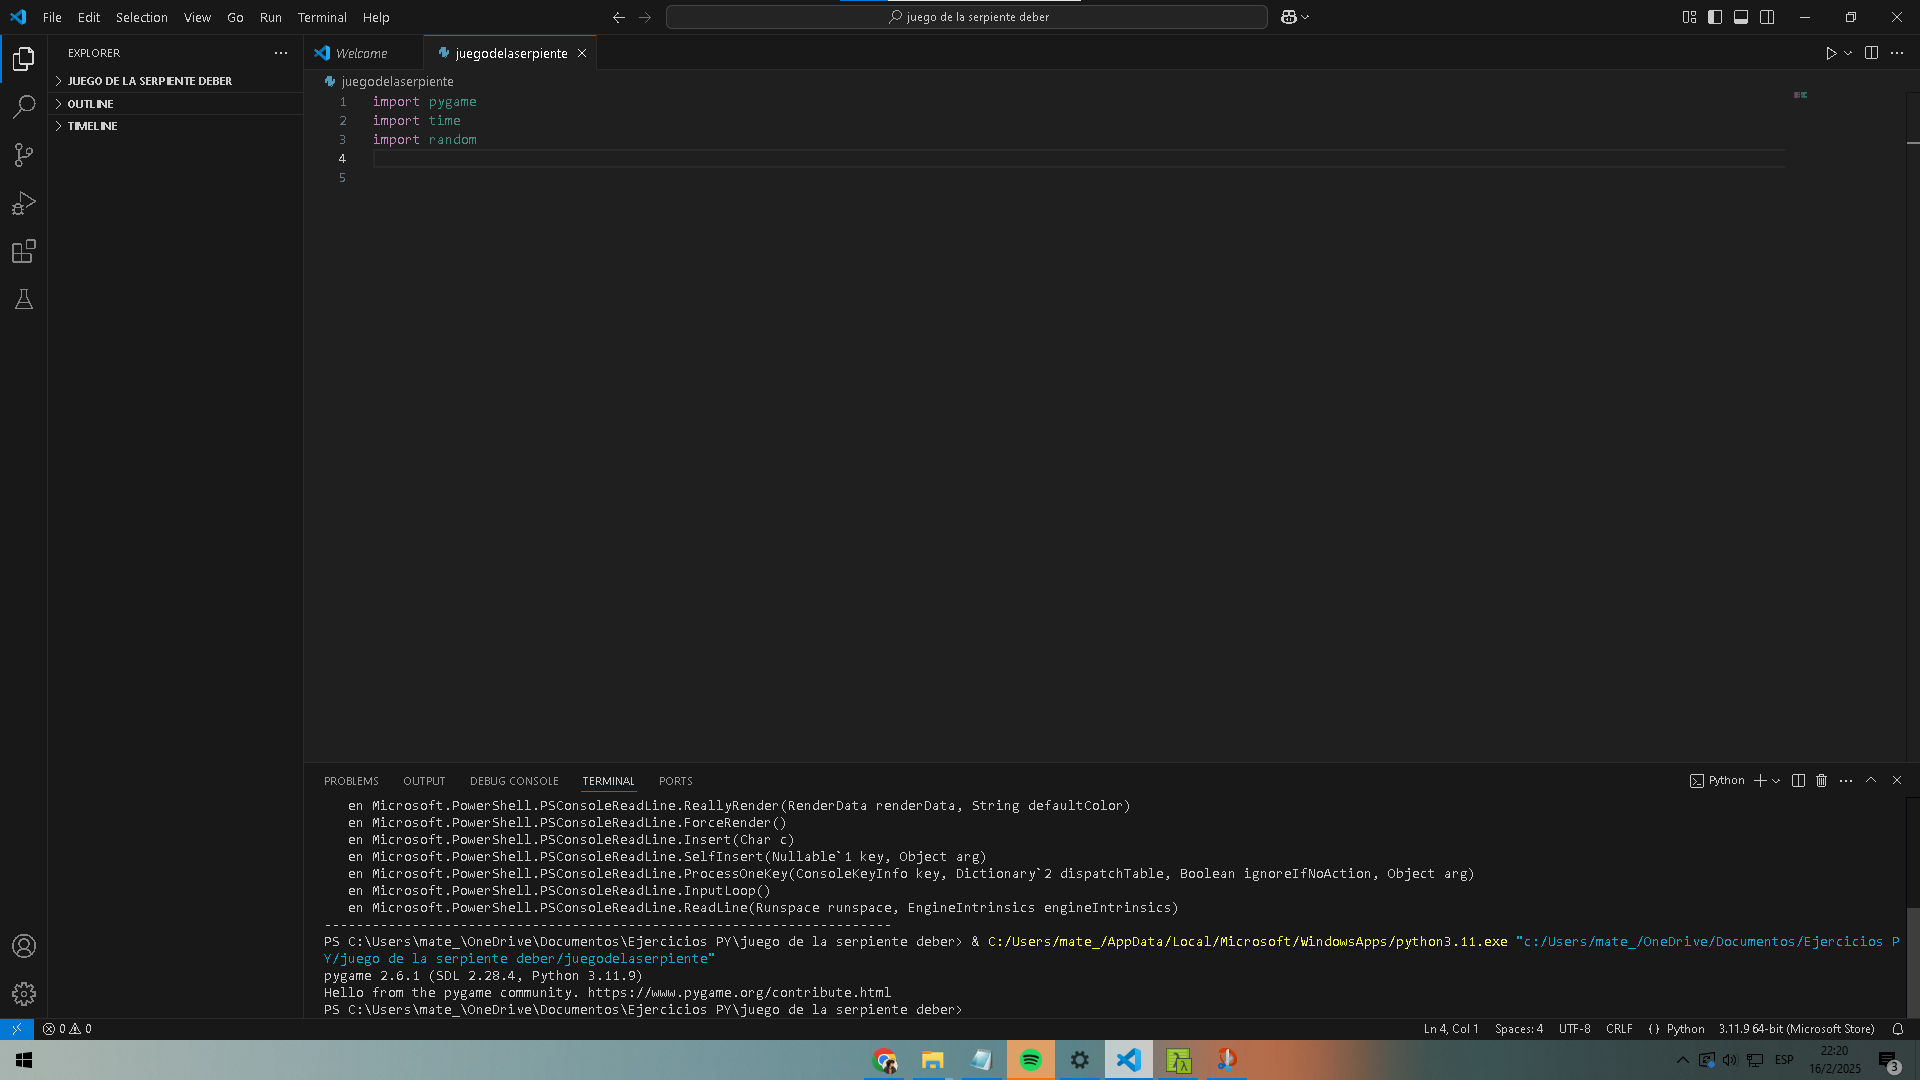 File Edit Selection View Go Run Terminal Help
juego de la serpiente deber
EXPLORER
JUEGO DE LA SERPIENTE DEBER
OUTLINE
TIMELINE
Welcome
juegodelaserpiente
juegodelaserpiente
1 import pygame
2 import time
3 import random
4
5
PROBLEMS OUTPUT DEBUG CONSOLE TERMINAL PORTS
Python
en Microsoft.PowerShell.PSConsoleReadLine.ReallyRender(RenderData renderData, String defaultColor)
en Microsoft.PowerShell.PSConsoleReadLine.ForceRender()
en Microsoft.PowerShell.PSConsoleReadLine.Insert(Char c)
en Microsoft.PowerShell.PSConsoleReadLine.SelfInsert(Nullable`1 key, Object arg)
en Microsoft.PowerShell.PSConsoleReadLine.ProcessOneKey(ConsoleKeyInfo key, Dictionary`2 dispatchTable, Boolean ignoreIfNoAction, Object arg)
en Microsoft.PowerShell.PSConsoleReadLine.InputLoop()
en Microsoft.PowerShell.PSConsoleReadLine.ReadLine(Runspace runspace, EngineIntrinsics engineIntrinsics)
-----------------------------------------------------------------------
PS C:\Users\mate_\OneDrive\Documentos\Ejercicios PY\juego de la serpiente deber> & C:/Users/mate_/AppData/Local/Microsoft/WindowsApps/python3.11.exe "c:/Users/mate_/OneDrive/Documentos/Ejercicios P
Y/juego de la serpiente deber/juegodelaserpiente"
pygame 2.6.1 (SDL 2.28.4, Python 3.11.9)
Hello from the pygame community. https://www.pygame.org/contribute.html
PS C:\Users\mate_\OneDrive\Documentos\Ejercicios PY\juego de la serpiente deber>
0 0
Ln 4, Col 1 Spaces: 4 UTF-8 CRLF {} Python 3.11.9 64-bit (Microsoft Store)
ESP
22:20
16/2/2025
3